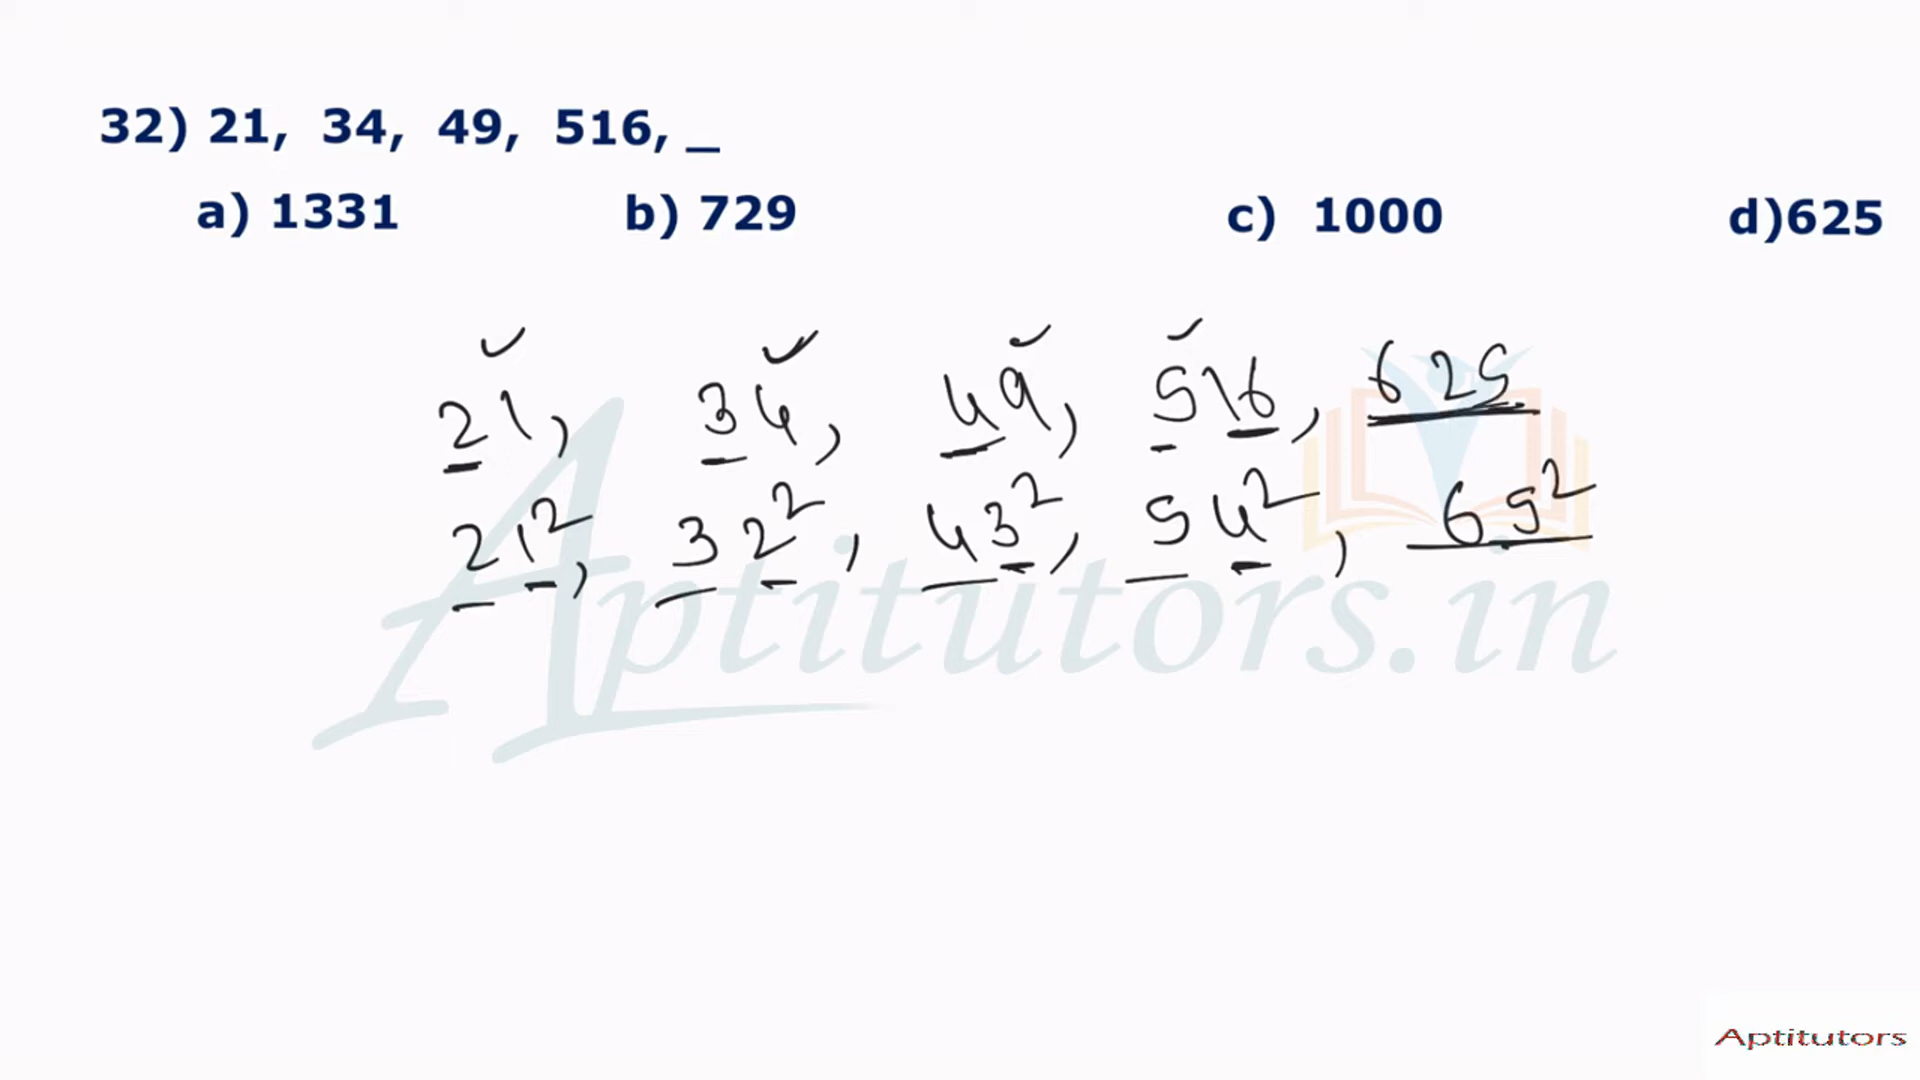 32) 21, 34, 49, 516, _
a) 1331 b) 729 c) 1000 d)625
21, 34, 49, 516, 625
21², 32², 43², 54², 65²
Aptitutors.in
Aptitutors